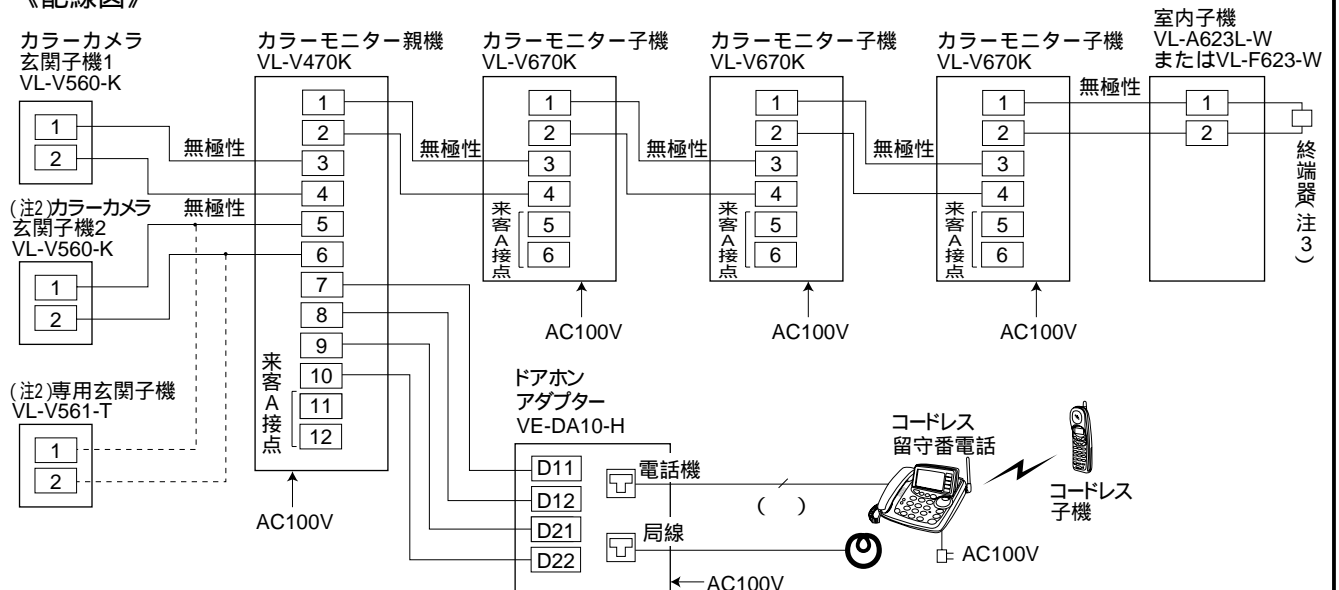 《配線図》
カラーカメラ
玄関子機1
VL-V560-K
1
2
無極性
(注2)カラーカメラ
玄関子機2
VL-V560-K
1
2
無極性
(注2)専用玄関子機
VL-V561-T
1
2
カラーモニター親機
VL-V470K
1
2
3
4
5
6
7
8
9
10
11
12
来客A接点
AC100V
無極性
カラーモニター子機
VL-V670K
1
2
3
4
5
6
来客A接点
AC100V
無極性
カラーモニター子機
VL-V670K
1
2
3
4
5
6
来客A接点
AC100V
無極性
カラーモニター子機
VL-V670K
1
2
3
4
5
6
来客A接点
AC100V
無極性
室内子機
VL-A623L-W
またはVL-F623-W
1
2
終端器(注3)
ドアホン
アダプター
VE-DA10-H
D11
D12
D21
D22
電話機
局線
( )
AC100V
コードレス
留守番電話
AC100V
コードレス
子機